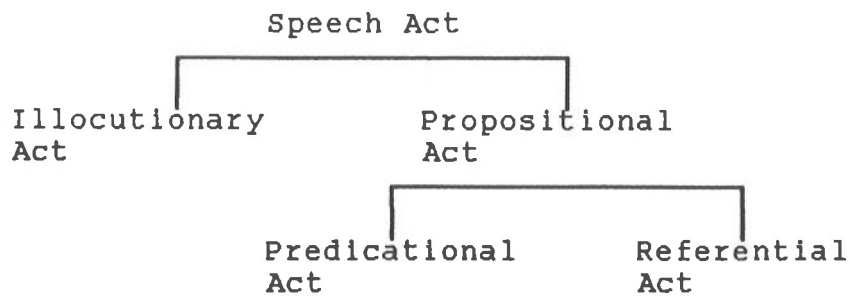 Speech Act
Illocutionary Propositional
Act Act
Predicational Referential
Act Act